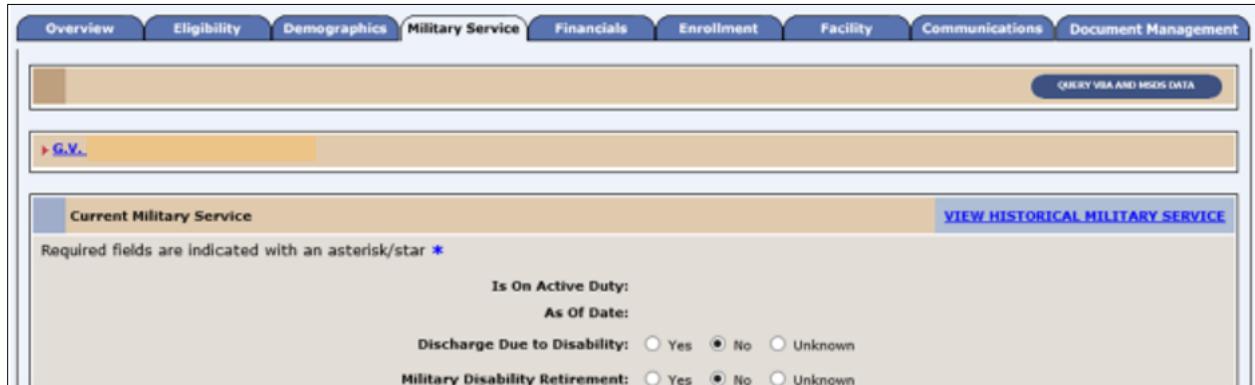 Overview Eligibility Demographics Military Service Financials Enrollment Facility Communications Document Management
QUERY VBA AND MSDS DATA
G.V.
Current Military Service VIEW HISTORICAL MILITARY SERVICE
Required fields are indicated with an asterisk/star *
Is On Active Duty:
As Of Date:
Discharge Due to Disability: Yes No Unknown
Military Disability Retirement: Yes No Unknown